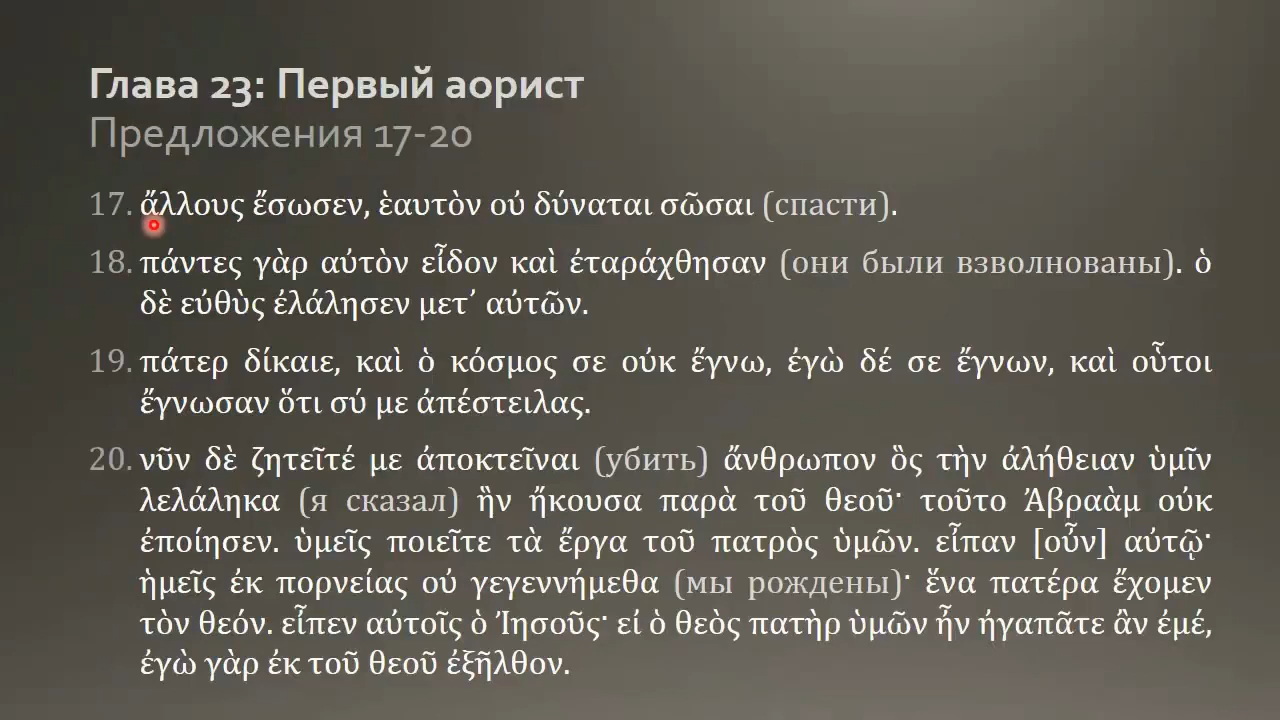 Глава 23: Первый аорист
Предложения 17-20
17. ἄλλους ἔσωσεν, ἑαυτὸν οὐ δύναται σῶσαι (спасти).
18. πάντες γὰρ αὐτὸν εἶδον καὶ ἐταράχθησαν (они были взволнованы). ὁ
δὲ εὐθὺς ἐλάλησεν μετ᾽ αὐτῶν.
19. πάτερ δίκαιε, καὶ ὁ κόσμος σε οὐκ ἔγνω, ἐγὼ δέ σε ἔγνων, καὶ οὗτοι
ἔγνωσαν ὅτι σύ με ἀπέστειλας.
20. νῦν δὲ ζητεῖτέ με ἀποκτεῖναι (убить) ἄνθρωπον ὃς τὴν ἀλήθειαν ὑμῖν
λελάληκα (я сказал) ἣν ἤκουσα παρὰ τοῦ θεοῦ· τοῦτο Ἀβραὰμ οὐκ
ἐποίησεν. ὑμεῖς ποιεῖτε τὰ ἔργα τοῦ πατρὸς ὑμῶν. εἶπαν [οὖν] αὐτῷ·
ἡμεῖς ἐκ πορνείας οὐ γεγεννήμεθα (мы рождены)· ἕνα πατέρα ἔχομεν
τὸν θεόν. εἶπεν αὐτοῖς ὁ Ἰησοῦς· εἰ ὁ θεὸς πατὴρ ὑμῶν ἦν ἠγαπᾶτε ἂν ἐμέ,
ἐγὼ γὰρ ἐκ τοῦ θεοῦ ἐξῆλθον.